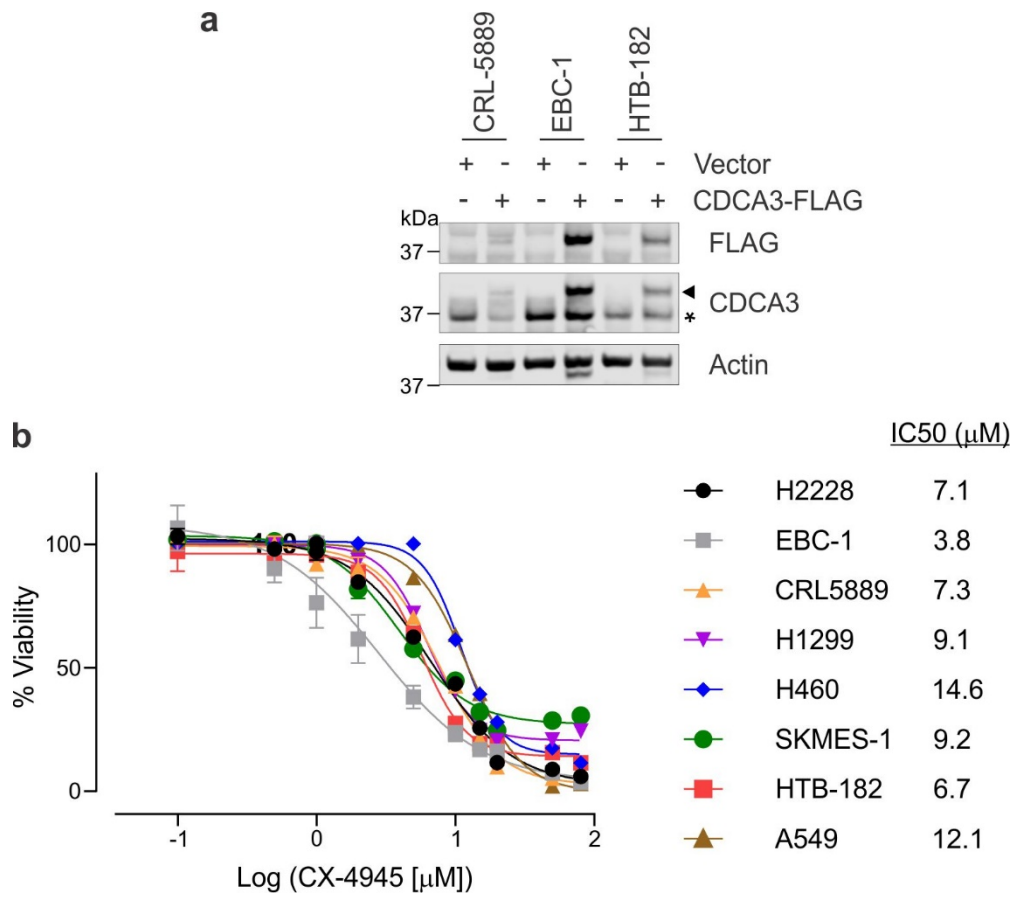 a
CRL-5889
EBC-1
HTB-182
+ - + - + - Vector
- + - + - + CDCA3-FLAG
kDa
37 FLAG
37 CDCA3
*
Actin
37
b
IC50 (μM)
H2228 7.1
EBC-1 3.8
CRL5889 7.3
H1299 9.1
H460 14.6
SKMES-1 9.2
HTB-182 6.7
A549 12.1
% Viability
100
50
0
-1 0 1 2
Log (CX-4945 [μM])